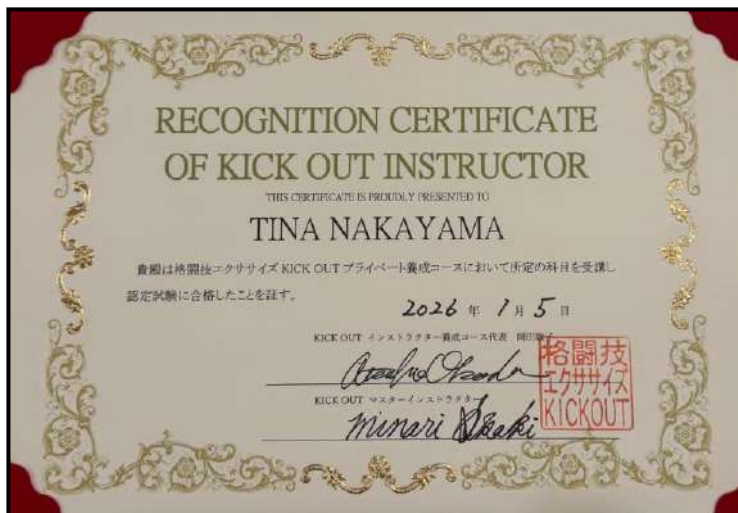 RECOGNITION CERTIFICATE
OF KICK OUT INSTRUCTOR
THIS CERTIFICATE IS PROUDLY PRESENTED TO
TINA NAKAYAMA
貴殿は格闘技エクササイズ KICK OUT プライベート養成コースにおいて所定の科目を受講し
認定試験に合格したことを証す。
2026 年 1 月 5 日
KICK OUT インストラクター養成コース代表 岡田
KICK OUT マスターインストラクター
minari
格闘技
エクササイズ
KICKOUT